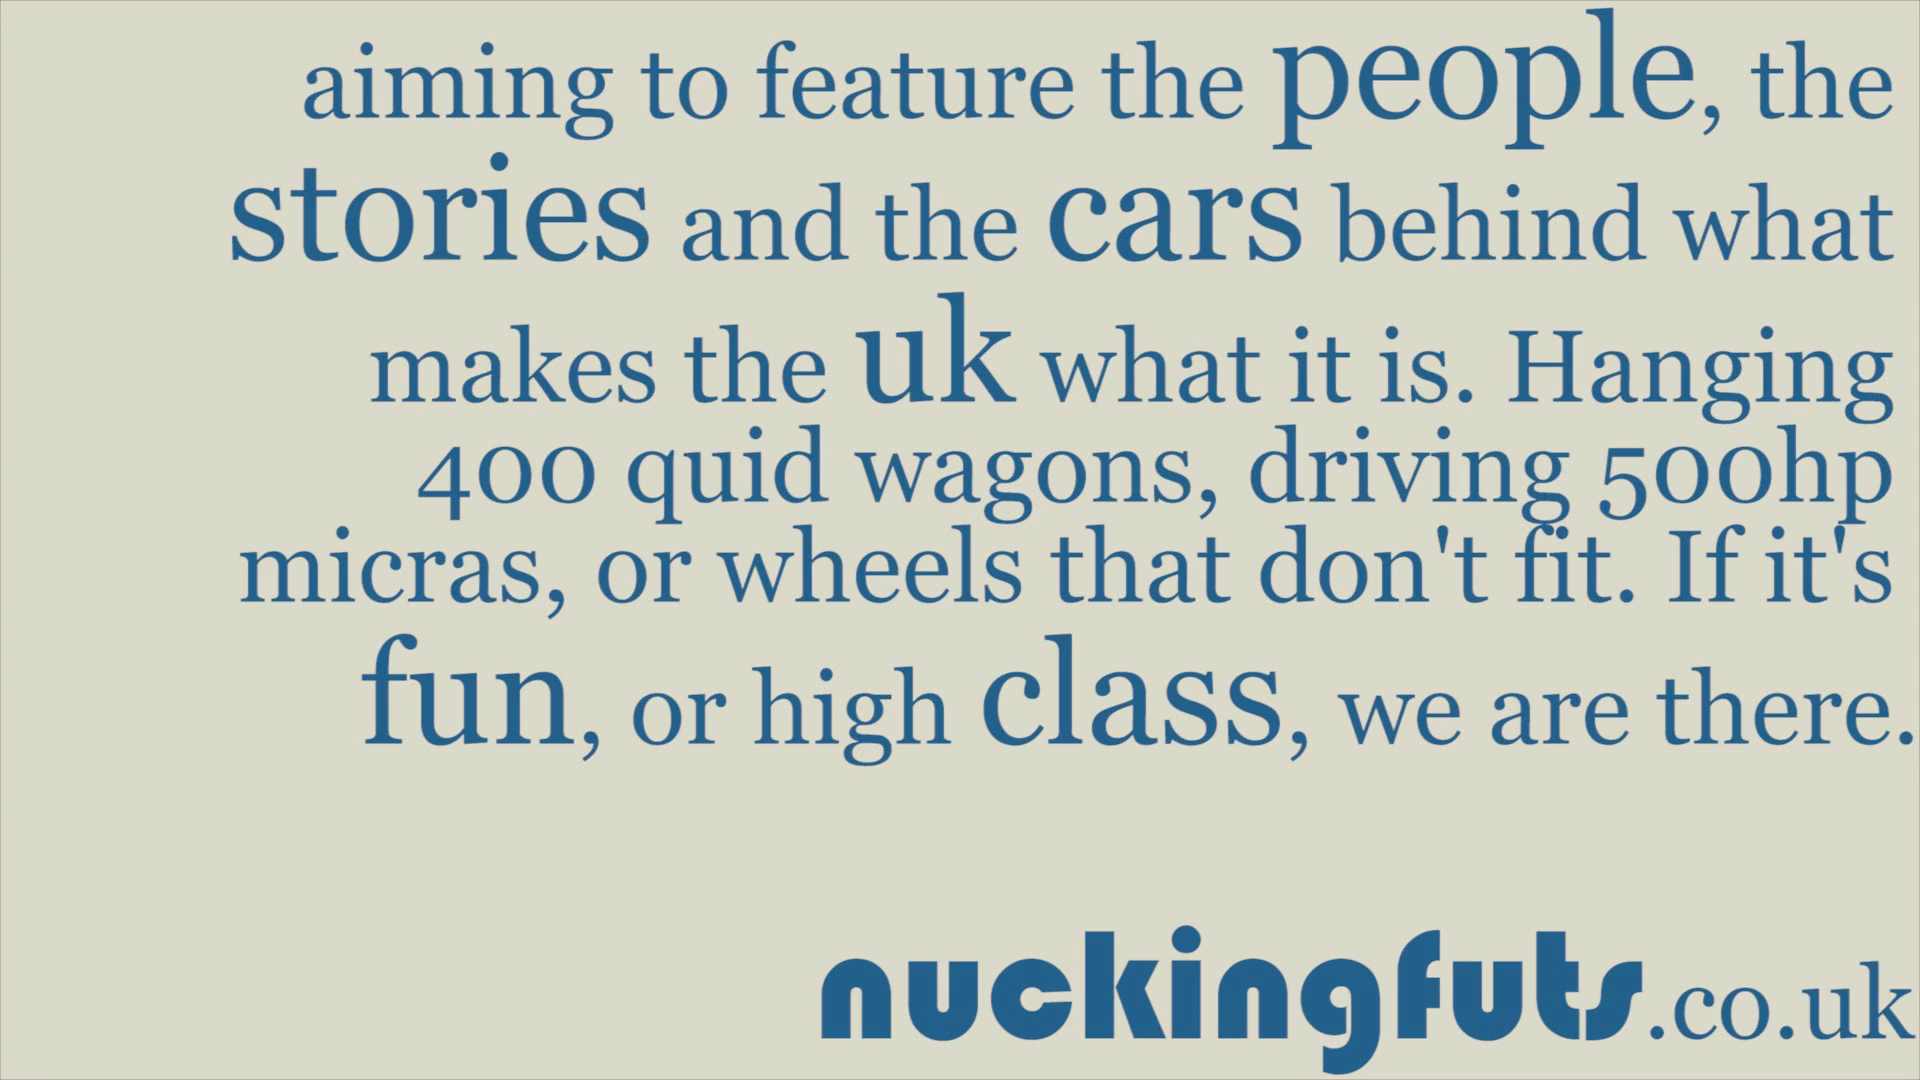 aiming to feature the people, the
stories and the cars behind what
makes the uk what it is. Hanging
400 quid wagons, driving 500hp
micras, or wheels that don't fit. If it's
fun, or high class, we are there.
nuckingfuts.co.uk